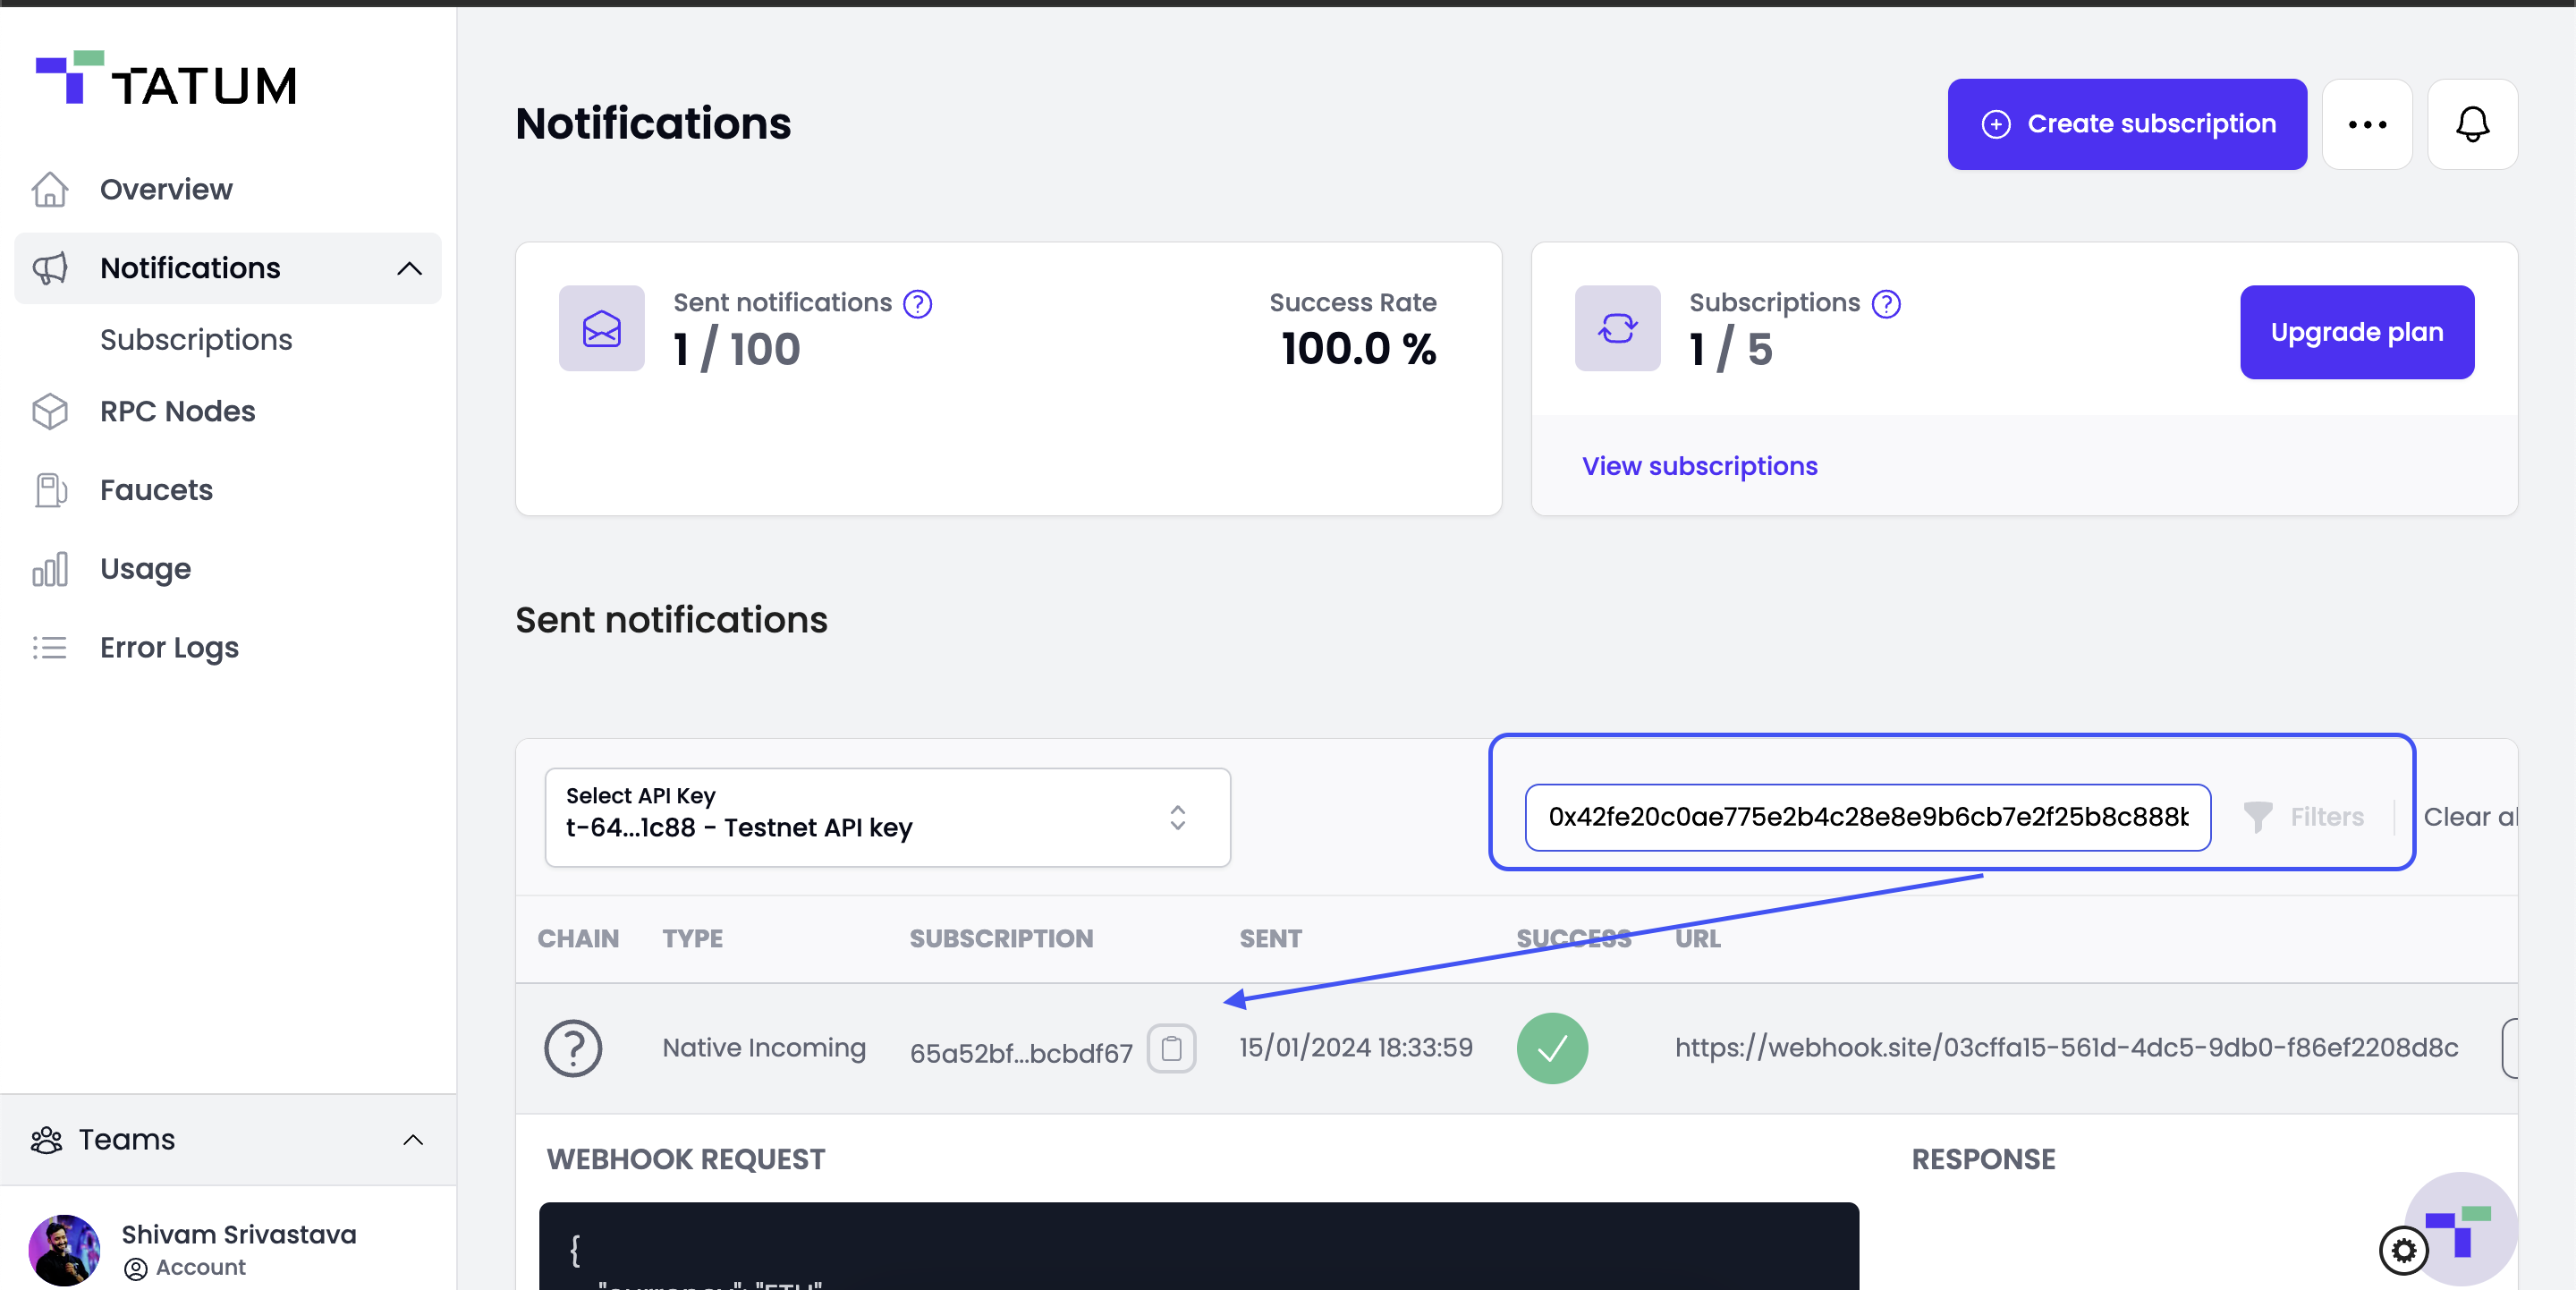 TATUM
Overview
Notifications
Subscriptions
RPC Nodes
Faucets
Usage
Error Logs
Teams
Shivam Srivastava
Account
Notifications
Create subscription
Sent notifications
1 / 100
Success Rate
100.0 %
Subscriptions
1 / 5
Upgrade plan
View subscriptions
Sent notifications
Select API Key
t-64...1c88 - Testnet API key
0x42fe20c0ae775e2b4c28e8e9b6cb7e2f25b8c888b
Filters
Clear al
CHAIN TYPE SUBSCRIPTION SENT SUCCESS URL
Native Incoming 65a52bf...bcbdf67 15/01/2024 18:33:59 https://webhook.site/03cffa15-561d-4dc5-9db0-f86ef2208d8c
WEBHOOK REQUEST
RESPONSE
{
"currency": "ETH"